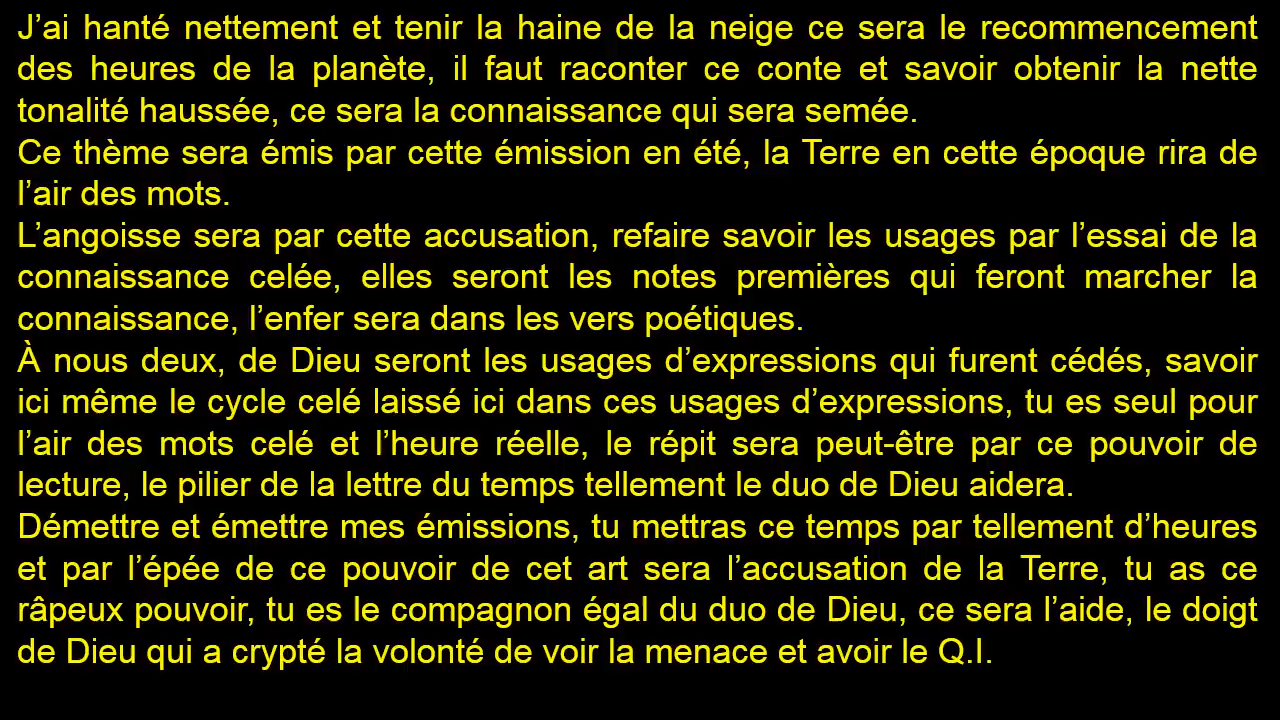 J’ai hanté nettement et tenir la haine de la neige ce sera le recommencement
des heures de la planète, il faut raconter ce conte et savoir obtenir la nette
tonalité haussée, ce sera la connaissance qui sera semée.
Ce thème sera émis par cette émission en été, la Terre en cette époque rira de
l’air des mots.
L’angoisse sera par cette accusation, refaire savoir les usages par l’essai de la
connaissance celée, elles seront les notes premières qui feront marcher la
connaissance, l’enfer sera dans les vers poétiques.
À nous deux, de Dieu seront les usages d’expressions qui furent cédés, savoir
ici même le cycle celé laissé ici dans ces usages d’expressions, tu es seul pour
l’air des mots celé et l’heure réelle, le répit sera peut-être par ce pouvoir de
lecture, le pilier de la lettre du temps tellement le duo de Dieu aidera.
Démettre et émettre mes émissions, tu mettras ce temps par tellement d’heures
et par l’épée de ce pouvoir de cet art sera l’accusation de la Terre, tu as ce
râpeux pouvoir, tu es le compagnon égal du duo de Dieu, ce sera l’aide, le doigt
de Dieu qui a crypté la volonté de voir la menace et avoir le Q.I.